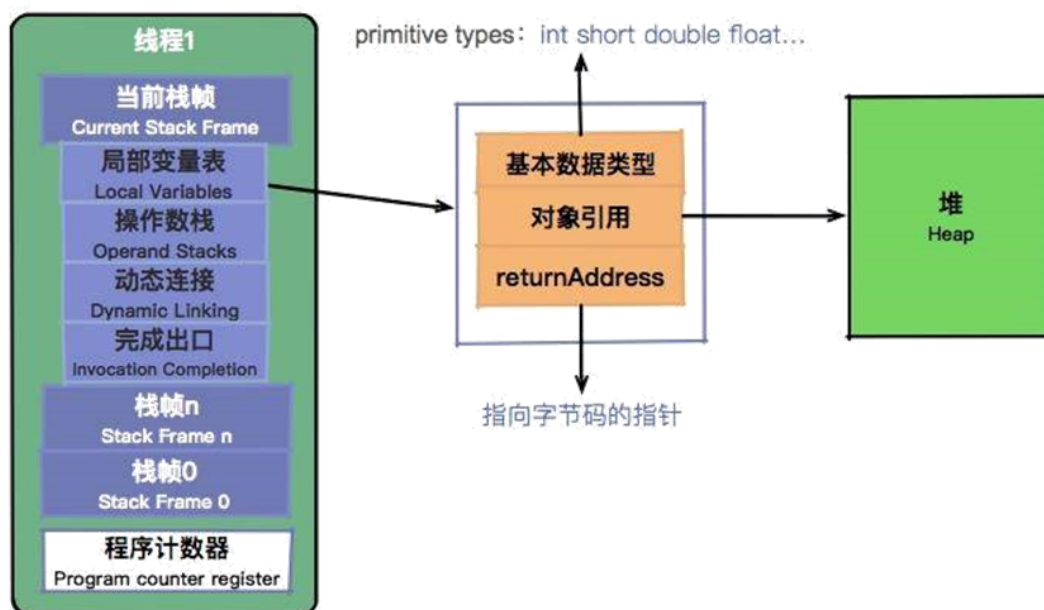 线程1
当前栈帧
Current Stack Frame
局部变量表
Local Variables
操作数栈
Operand Stacks
动态连接
Dynamic Linking
完成出口
Invocation Completion
栈帧n
Stack Frame n
栈帧0
Stack Frame 0
程序计数器
Program counter register
primitive types：int short double float...
基本数据类型
对象引用
returnAddress
指向字节码的指针
堆
Heap